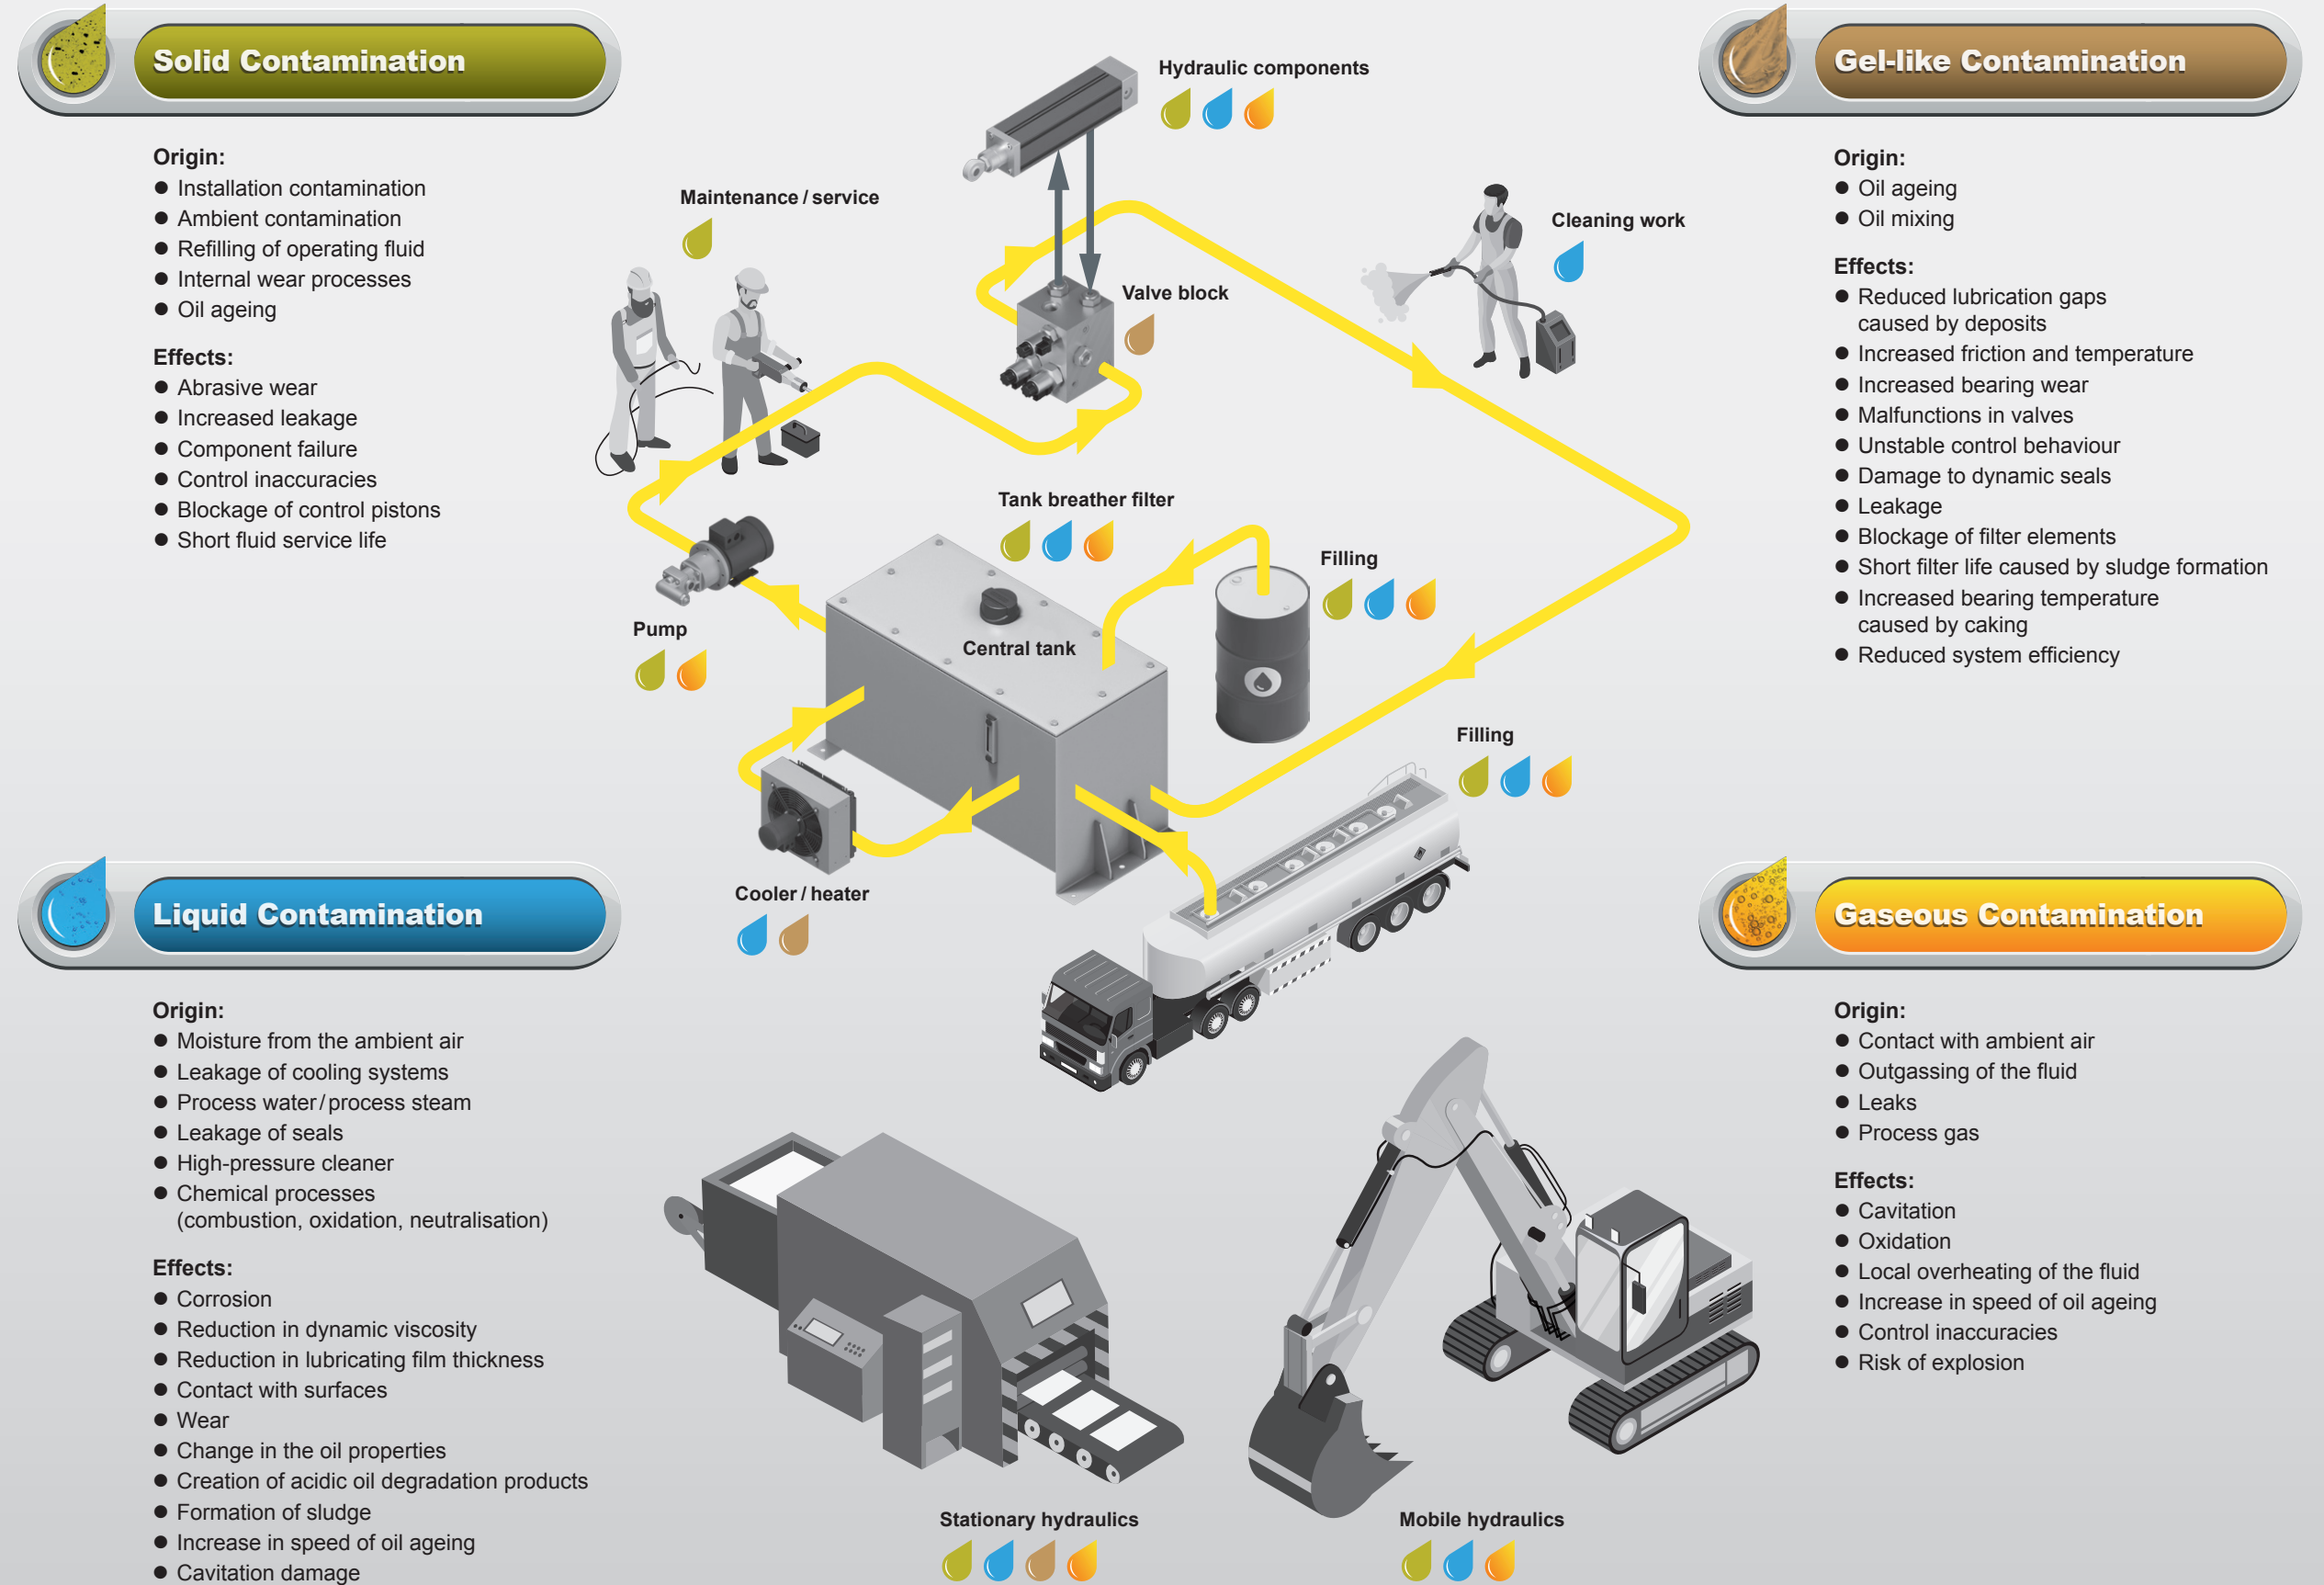 Solid Contamination
Origin:
● Installation contamination
● Ambient contamination
● Refilling of operating fluid
● Internal wear processes
● Oil ageing
Effects:
● Abrasive wear
● Increased leakage
● Component failure
● Control inaccuracies
● Blockage of control pistons
● Short fluid service life
Liquid Contamination
Origin:
● Moisture from the ambient air
● Leakage of cooling systems
● Process water / process steam
● Leakage of seals
● High-pressure cleaner
● Chemical processes
(combustion, oxidation, neutralisation)
Effects:
● Corrosion
● Reduction in dynamic viscosity
● Reduction in lubricating film thickness
● Contact with surfaces
● Wear
● Change in the oil properties
● Creation of acidic oil degradation products
● Formation of sludge
● Increase in speed of oil ageing
● Cavitation damage
Hydraulic components
Maintenance / service
Cleaning work
Valve block
Tank breather filter
Filling
Pump
Central tank
Filling
Cooler / heater
Stationary hydraulics
Mobile hydraulics
Gel-like Contamination
Origin:
● Oil ageing
● Oil mixing
Effects:
● Reduced lubrication gaps
caused by deposits
● Increased friction and temperature
● Increased bearing wear
● Malfunctions in valves
● Unstable control behaviour
● Damage to dynamic seals
● Leakage
● Blockage of filter elements
● Short filter life caused by sludge formation
● Increased bearing temperature
caused by caking
● Reduced system efficiency
Gaseous Contamination
Origin:
● Contact with ambient air
● Outgassing of the fluid
● Leaks
● Process gas
Effects:
● Cavitation
● Oxidation
● Local overheating of the fluid
● Increase in speed of oil ageing
● Control inaccuracies
● Risk of explosion